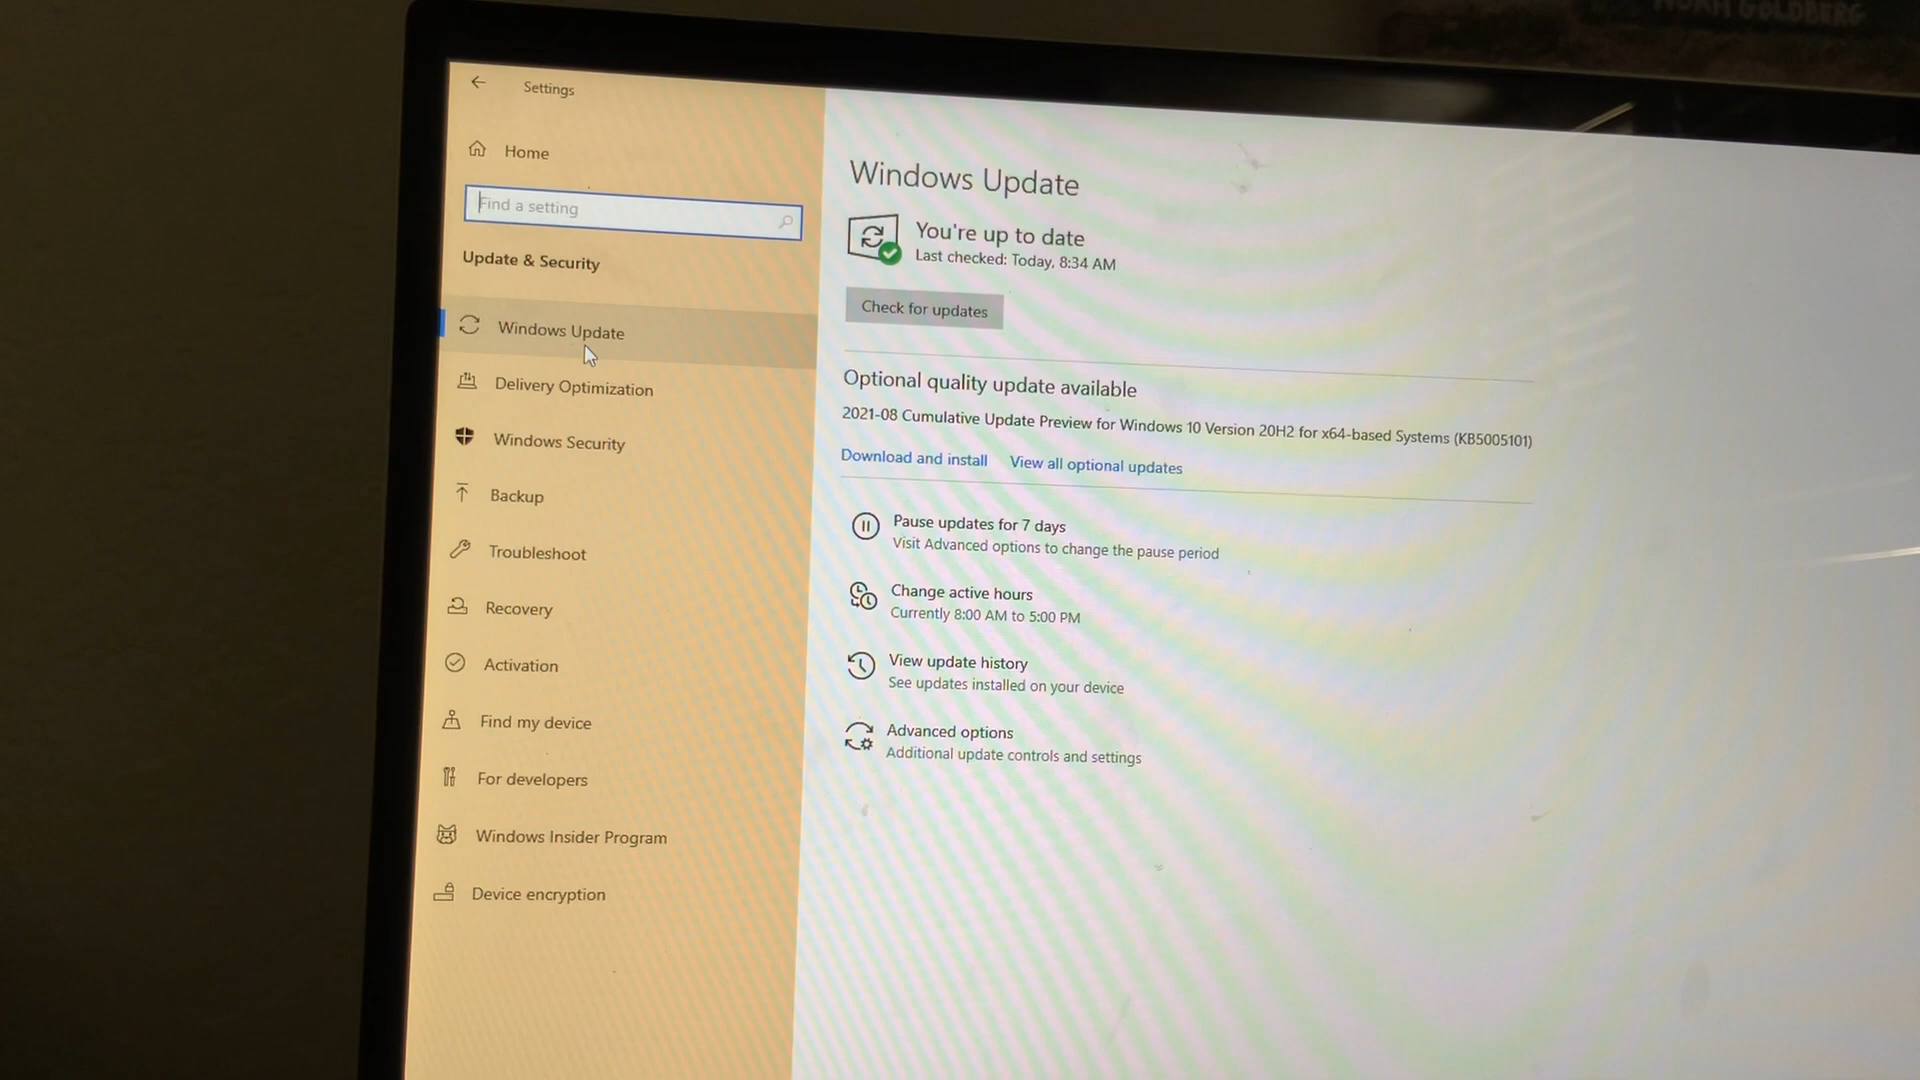 NOAH GOLDBERG
Settings
Home
Find a setting
Update & Security
Windows Update
Delivery Optimization
Windows Security
Backup
Troubleshoot
Recovery
Activation
Find my device
For developers
Windows Insider Program
Device encryption
Windows Update
You're up to date
Last checked: Today, 8:34 AM
Check for updates
Optional quality update available
2021-08 Cumulative Update Preview for Windows 10 Version 20H2 for x64-based Systems (KB5005101)
Download and install View all optional updates
Pause updates for 7 days
Visit Advanced options to change the pause period
Change active hours
Currently 8:00 AM to 5:00 PM
View update history
See updates installed on your device
Advanced options
Additional update controls and settings